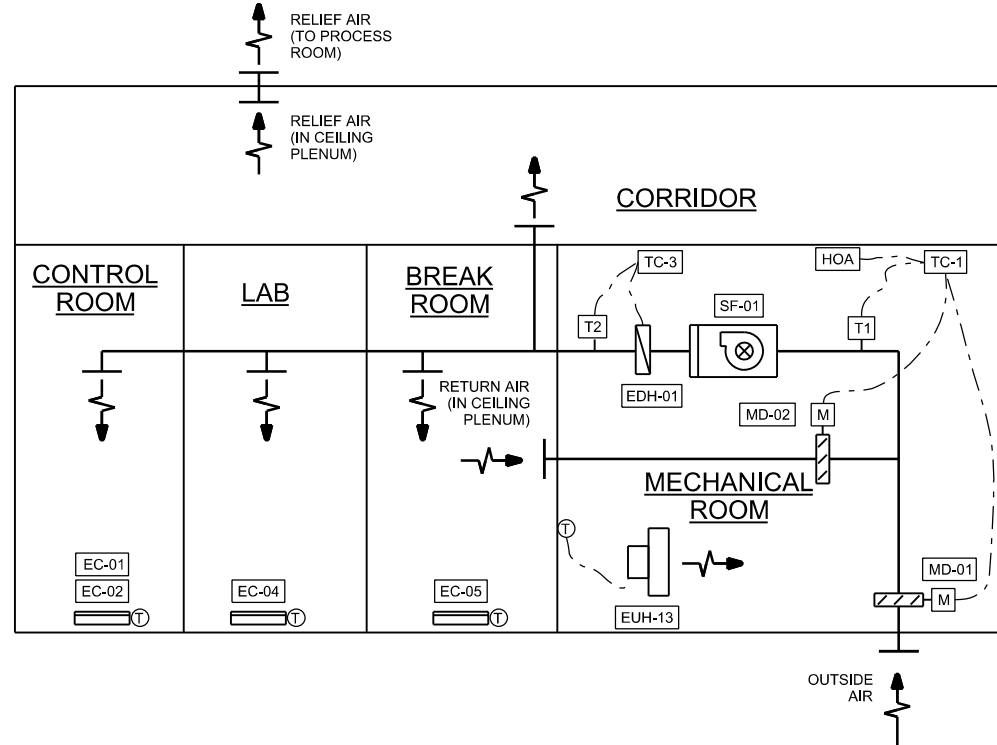 RELIEF AIR
(TO PROCESS
ROOM)
RELIEF AIR
(IN CEILING
PLENUM)
CORRIDOR
CONTROL
ROOM
LAB
BREAK
ROOM
TC-3
HOA
TC-1
SF-01
T2
T1
EDH-01
RETURN AIR
(IN CEILING
PLENUM)
MD-02
M
MECHANICAL
ROOM
T
EC-01
EC-02
T
EC-04
T
EC-05
T
EUH-13
MD-01
M
OUTSIDE
AIR